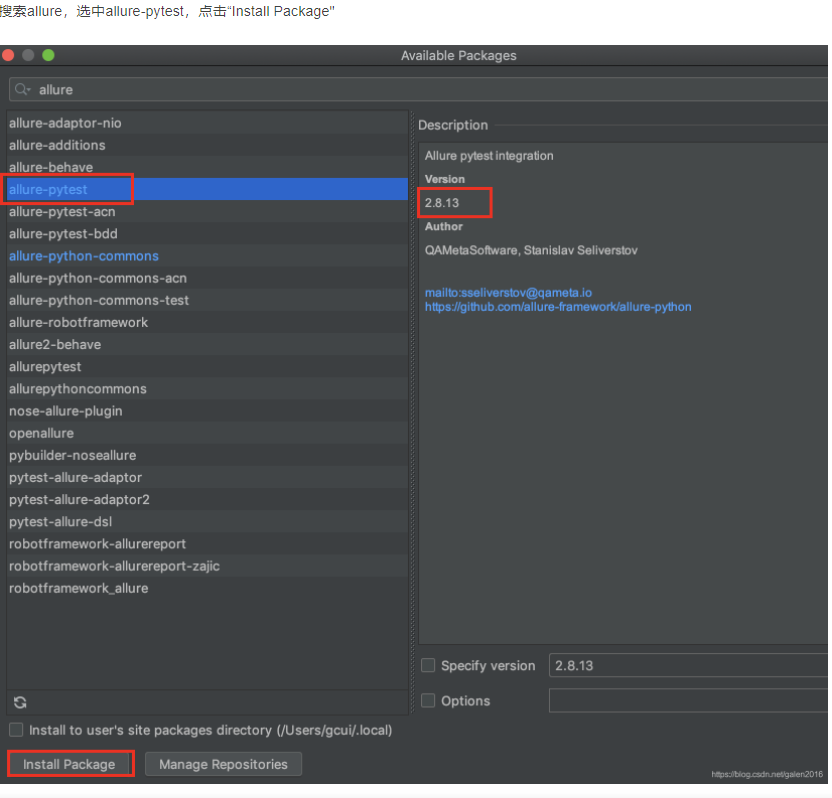 搜索allure，选中allure-pytest，点击“Install Package"
Available Packages
allure
allure-adaptor-nio
allure-additions
allure-behave
allure-pytest
allure-pytest-acn
allure-pytest-bdd
allure-python-commons
allure-python-commons-acn
allure-python-commons-test
allure-robotframework
allure2-behave
allurepytest
allurepythoncommons
nose-allure-plugin
openallure
pybuilder-noseallure
pytest-allure-adaptor
pytest-allure-adaptor2
pytest-allure-dsl
robotframework-allurereport
robotframework-allurereport-zajic
robotframework_allure
Description
Allure pytest integration
Version
2.8.13
Author
QAMetaSoftware, Stanislav Seliverstov
mailto:sseliverstov@qameta.io
https://github.com/allure-framework/allure-python
Specify version
2.8.13
Options
Install to user's site packages directory (/Users/gcui/.local)
Install Package
Manage Repositories
https://blog.csdn.net/galen2016